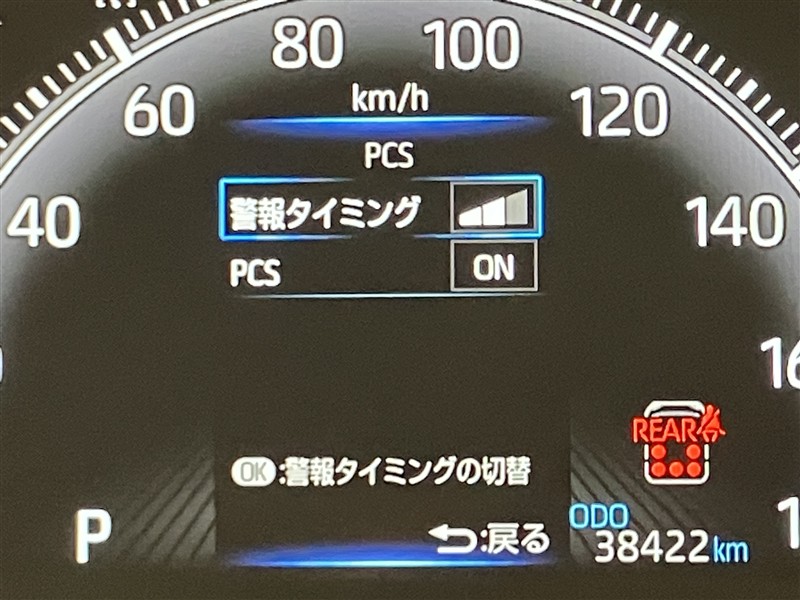 80 100
km/h
60 120
PCS
警報タイミング
40 140
PCS ON
REAR
OK:警報タイミングの切替
ODO
P :戻る 38422km